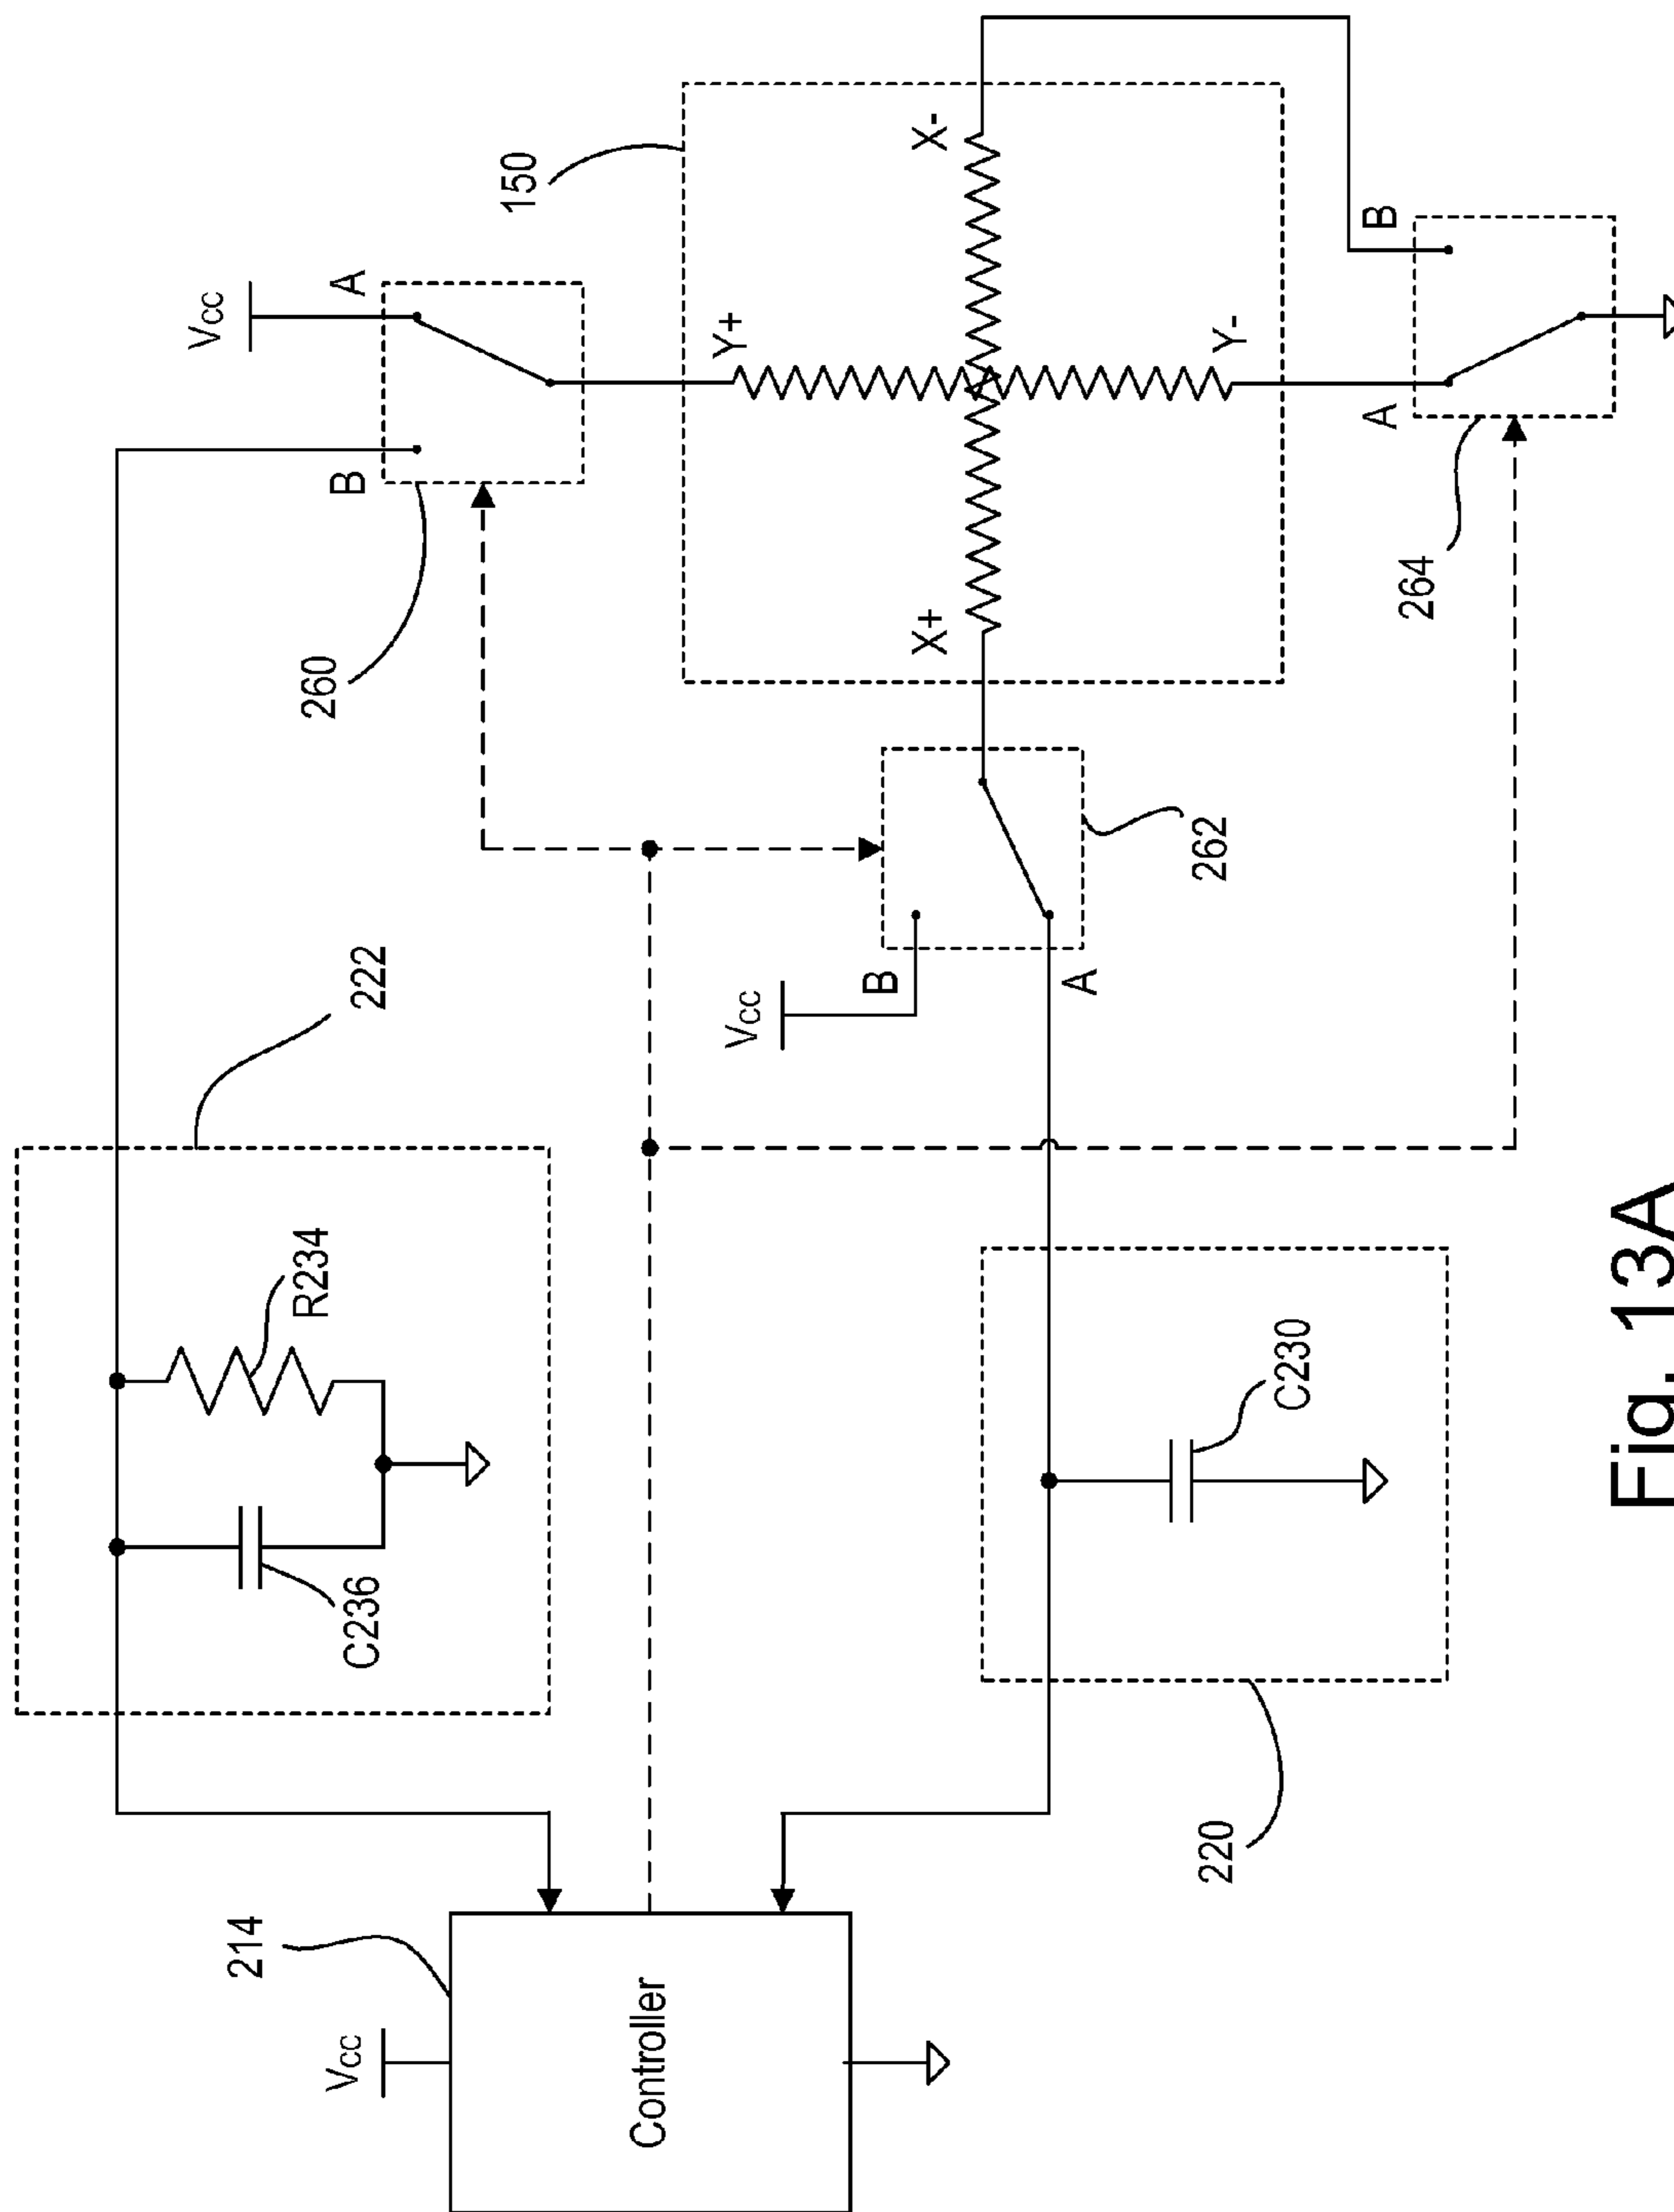 222
R234
C236
214
Vcc
Controller
220
C230
Vcc
B
A
262
260
B
A
Vcc
150
Y+
Y-
X+
X-
A
B
264
Fig. 13A